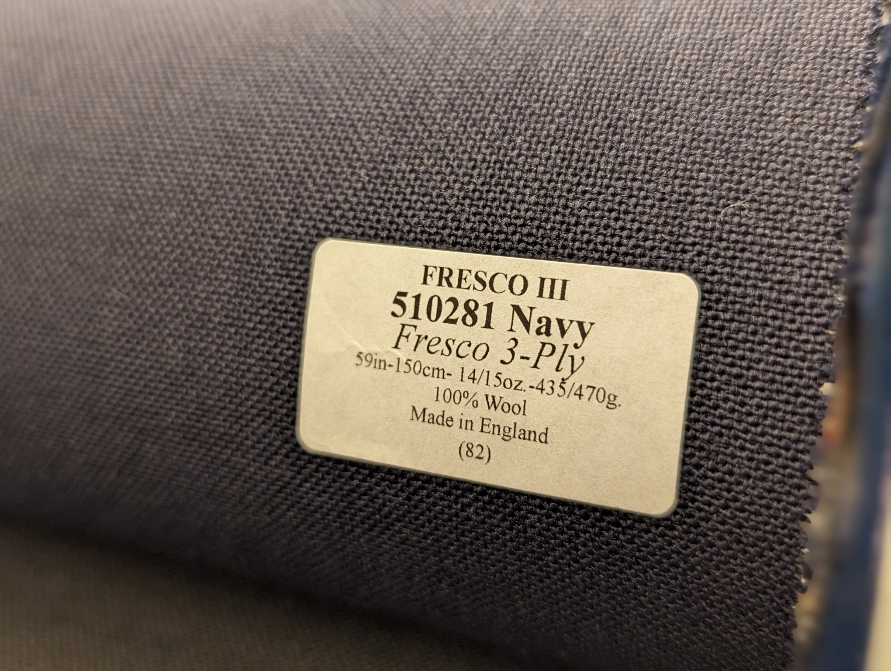 FRESCO III
510281 Navy
Fresco 3-Ply
59in-150cm- 14/15oz.-435/470g.
100% Wool
Made in England
(82)